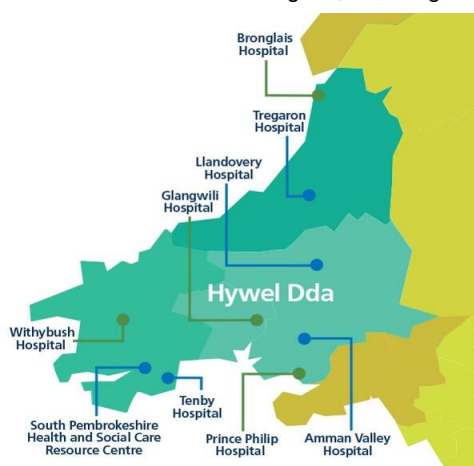 Bronglais
Hospital
Tregaron
Hospital
Llandovery
Hospital
Glangwili
Hospital
Hywel Dda
Withybush
Hospital
Tenby
Hospital
South Pembrokeshire
Health and Social Care
Resource Centre
Prince Philip
Hospital
Amman Valley
Hospital